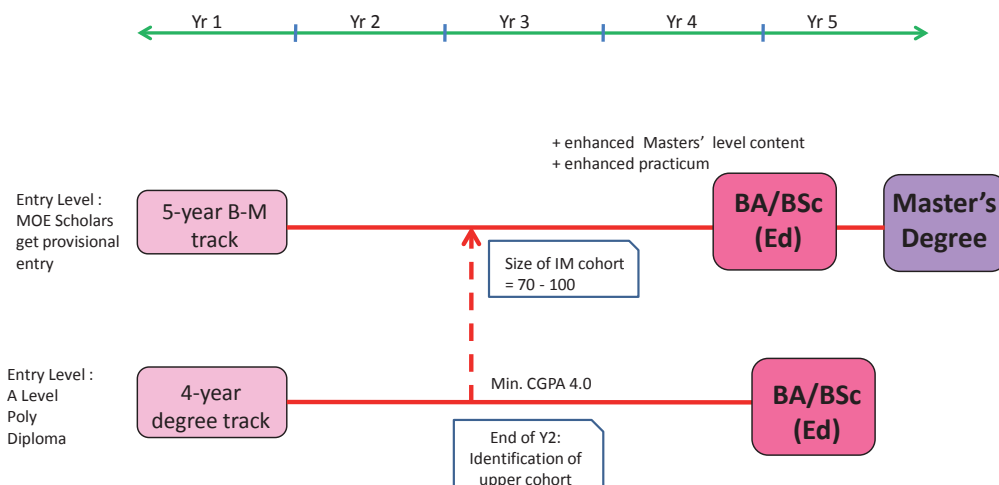 Yr 1 Yr 2 Yr 3 Yr 4 Yr 5
+ enhanced Masters' level content
+ enhanced practicum
Entry Level :
MOE Scholars
get provisional
entry
5-year B-M
track
BA/BSc
(Ed)
Master's
Degree
Size of IM cohort
= 70 - 100
Entry Level :
A Level
Poly
Diploma
4-year
degree track
Min. CGPA 4.0
BA/BSc
(Ed)
End of Y2:
Identification of
upper cohort